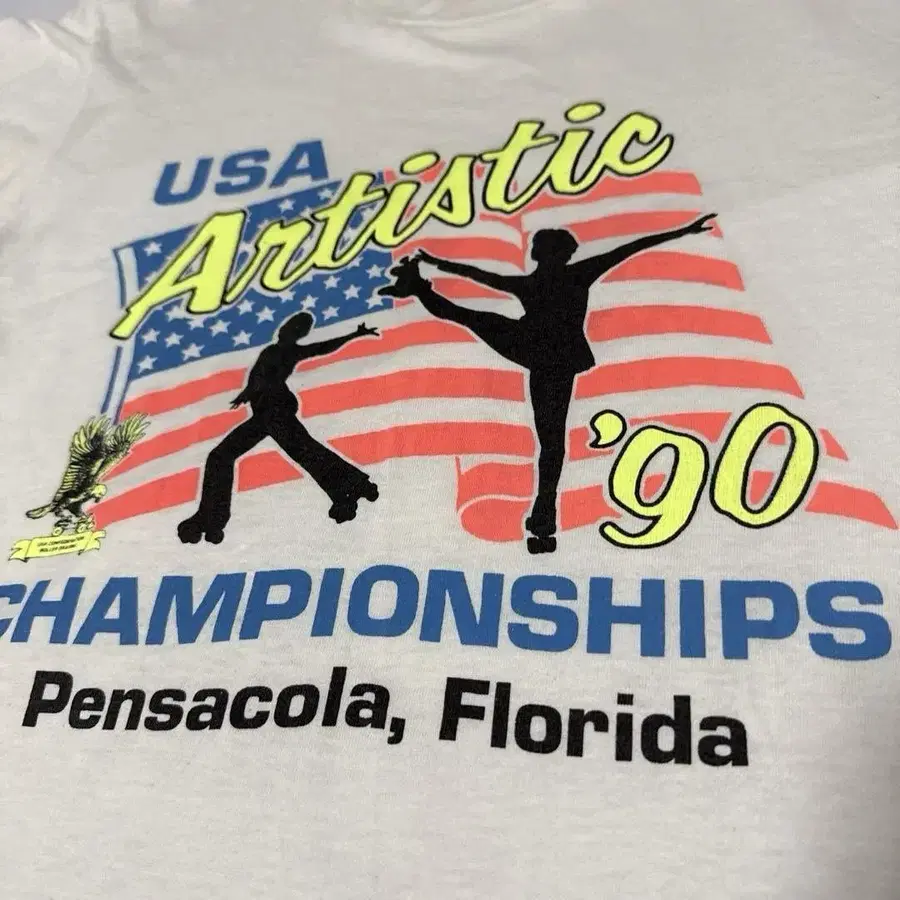 USA
Artistic
'90
CHAMPIONSHIPS
Pensacola, Florida